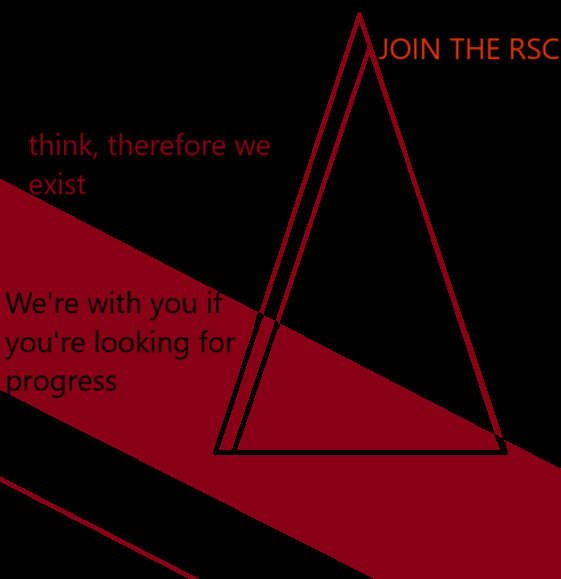 JOIN THE RSC
think, therefore we
exist
We're with you if
you're looking for
progress